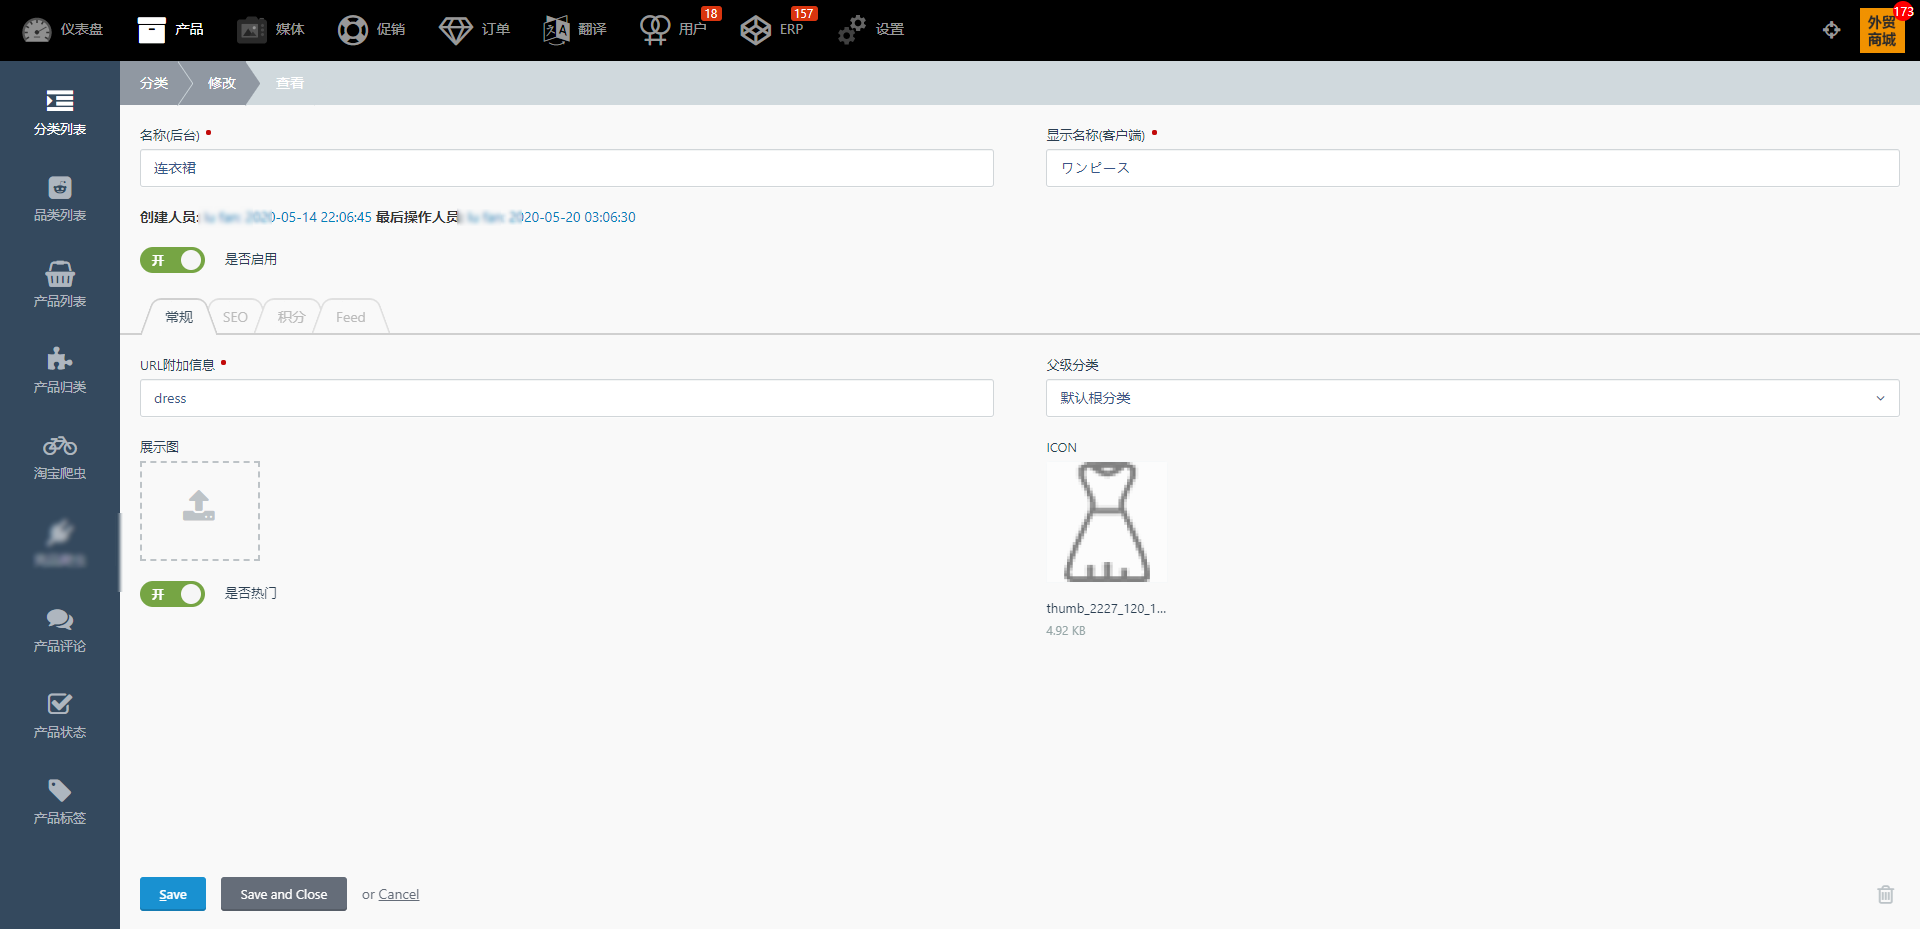 仪表盘 产品 媒体 促销 订单 翻译 用户 18 ERP 157 设置 外贸商城 173
分类列表
品类列表
产品列表
产品归类
淘宝爬虫
产品评论
产品状态
产品标签
分类 修改 查看
名称(后台)
连衣裙
显示名称(客户端)
ワンピース
创建人员: 0-05-14 22:06:45 最后操作人员 20-05-20 03:06:30
开 是否启用
常规 SEO 积分 Feed
URL附加信息
dress
父级分类
默认根分类
展示图
ICON
开 是否热门
thumb_2227_120_1...
4.92 KB
Save Save and Close or Cancel